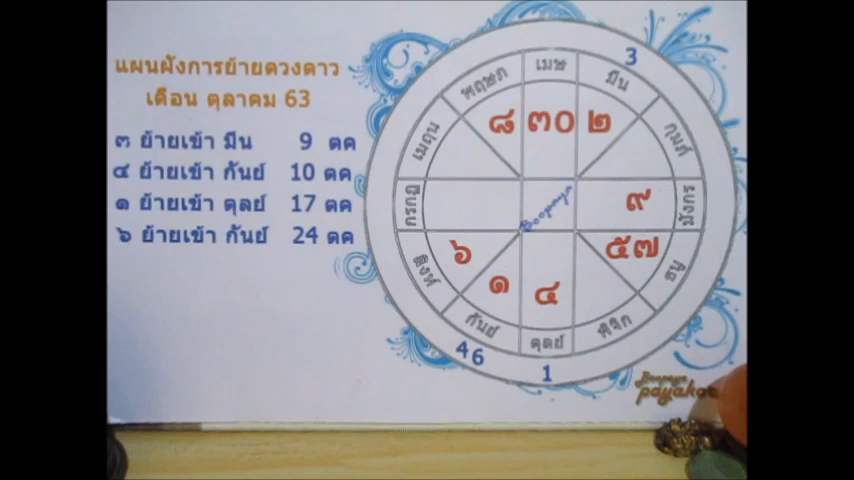 แผนผังการย้ายดวงดาว
เดือน ตุลาคม 63
๓ ย้ายเข้า มีน 9 ตค
๔ ย้ายเข้า กันย์ 10 ตค
๑ ย้ายเข้า ตุลย์ 17 ตค
๖ ย้ายเข้า กันย์ 24 ตค
3
พฤษภ เมษ มีน
๘ ๓๐ ๒
เมถุน กุมภ์
กรกฎ Boopaya ๙ มังกร
๖ ๕๗
สิงห์ ธนู
๑ ๔
กันย์ ตุลย์ พิจิก
46 1
Boopaya
payakorn